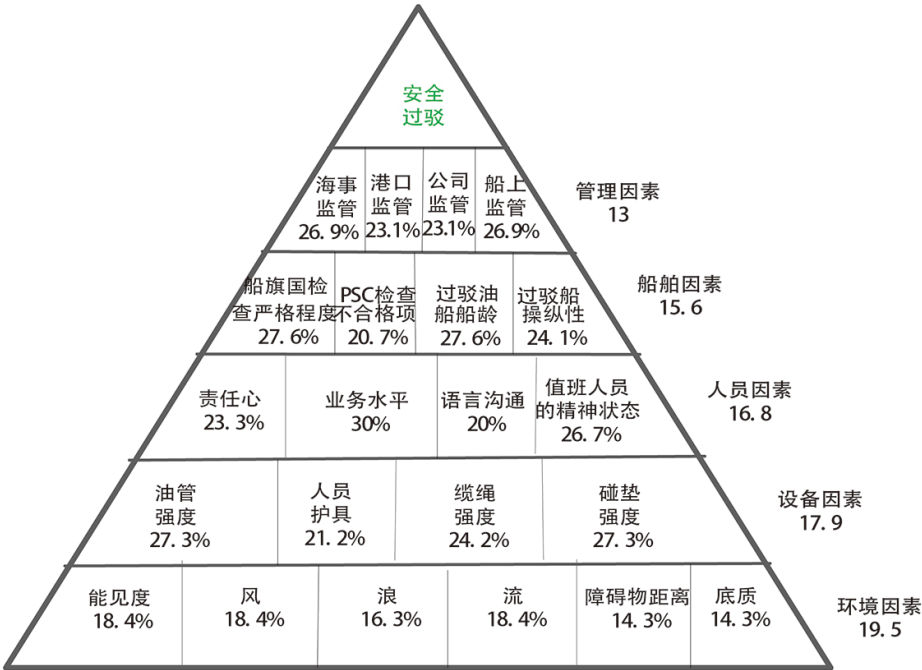 安全
过驳
海事
监管
26.9%
港口
监管
23.1%
公司
监管
23.1%
船上
监管
26.9%
管理因素
13
船旗国检
查严格程度
27.6%
PSC检查
不合格项
20.7%
过驳油
船船龄
27.6%
过驳船
操纵性
24.1%
船舶因素
15.6
责任心
23.3%
业务水平
30%
语言沟通
20%
值班人员
的精神状态
26.7%
人员因素
16.8
油管
强度
27.3%
人员
护具
21.2%
缆绳
强度
24.2%
碰垫
强度
27.3%
设备因素
17.9
能见度
18.4%
风
18.4%
浪
16.3%
流
18.4%
障碍物距离
14.3%
底质
14.3%
环境因素
19.5